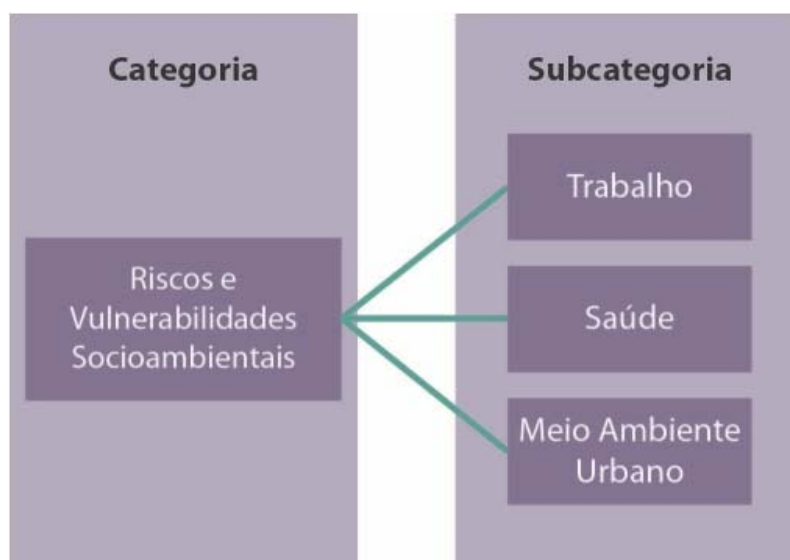 Categoria
Subcategoria
Riscos e
Vulnerabilidades
Socioambientais
Trabalho
Saúde
Meio Ambiente
Urbano